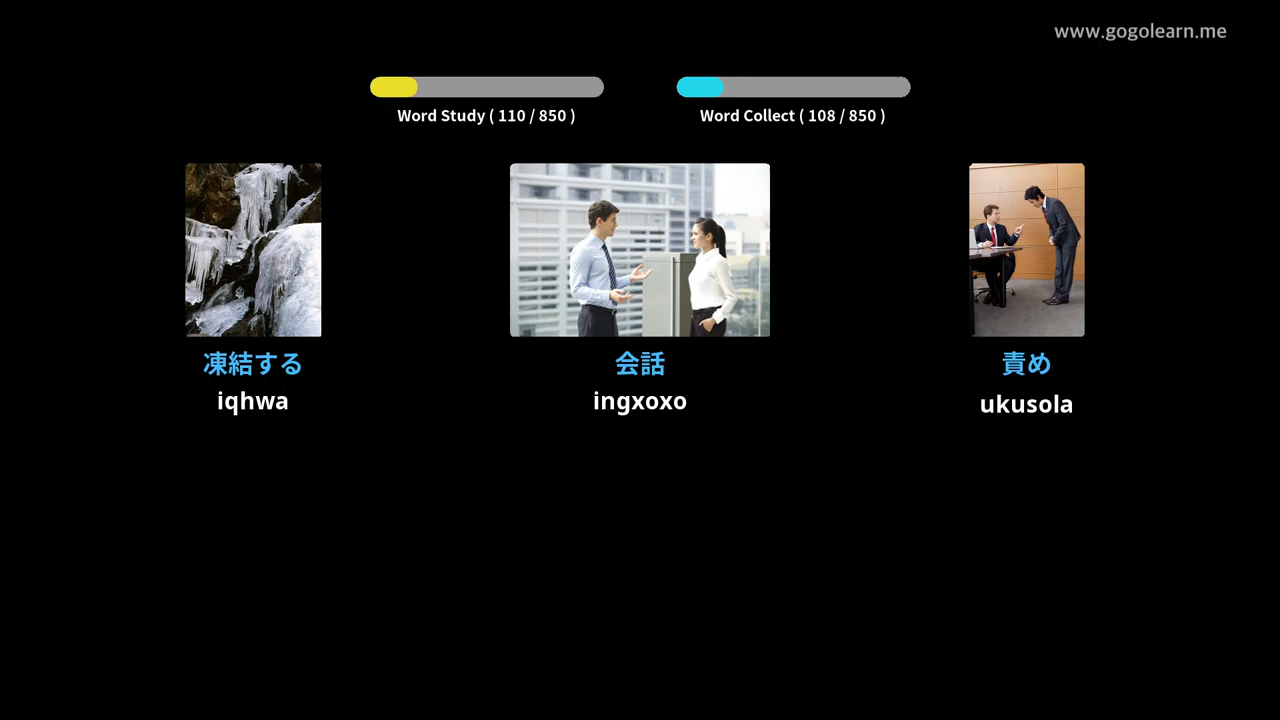 www.gogolearn.me
Word Study ( 110 / 850 )
Word Collect ( 108 / 850 )
凍結する
iqhwa
会話
ingxoxo
責め
ukusola